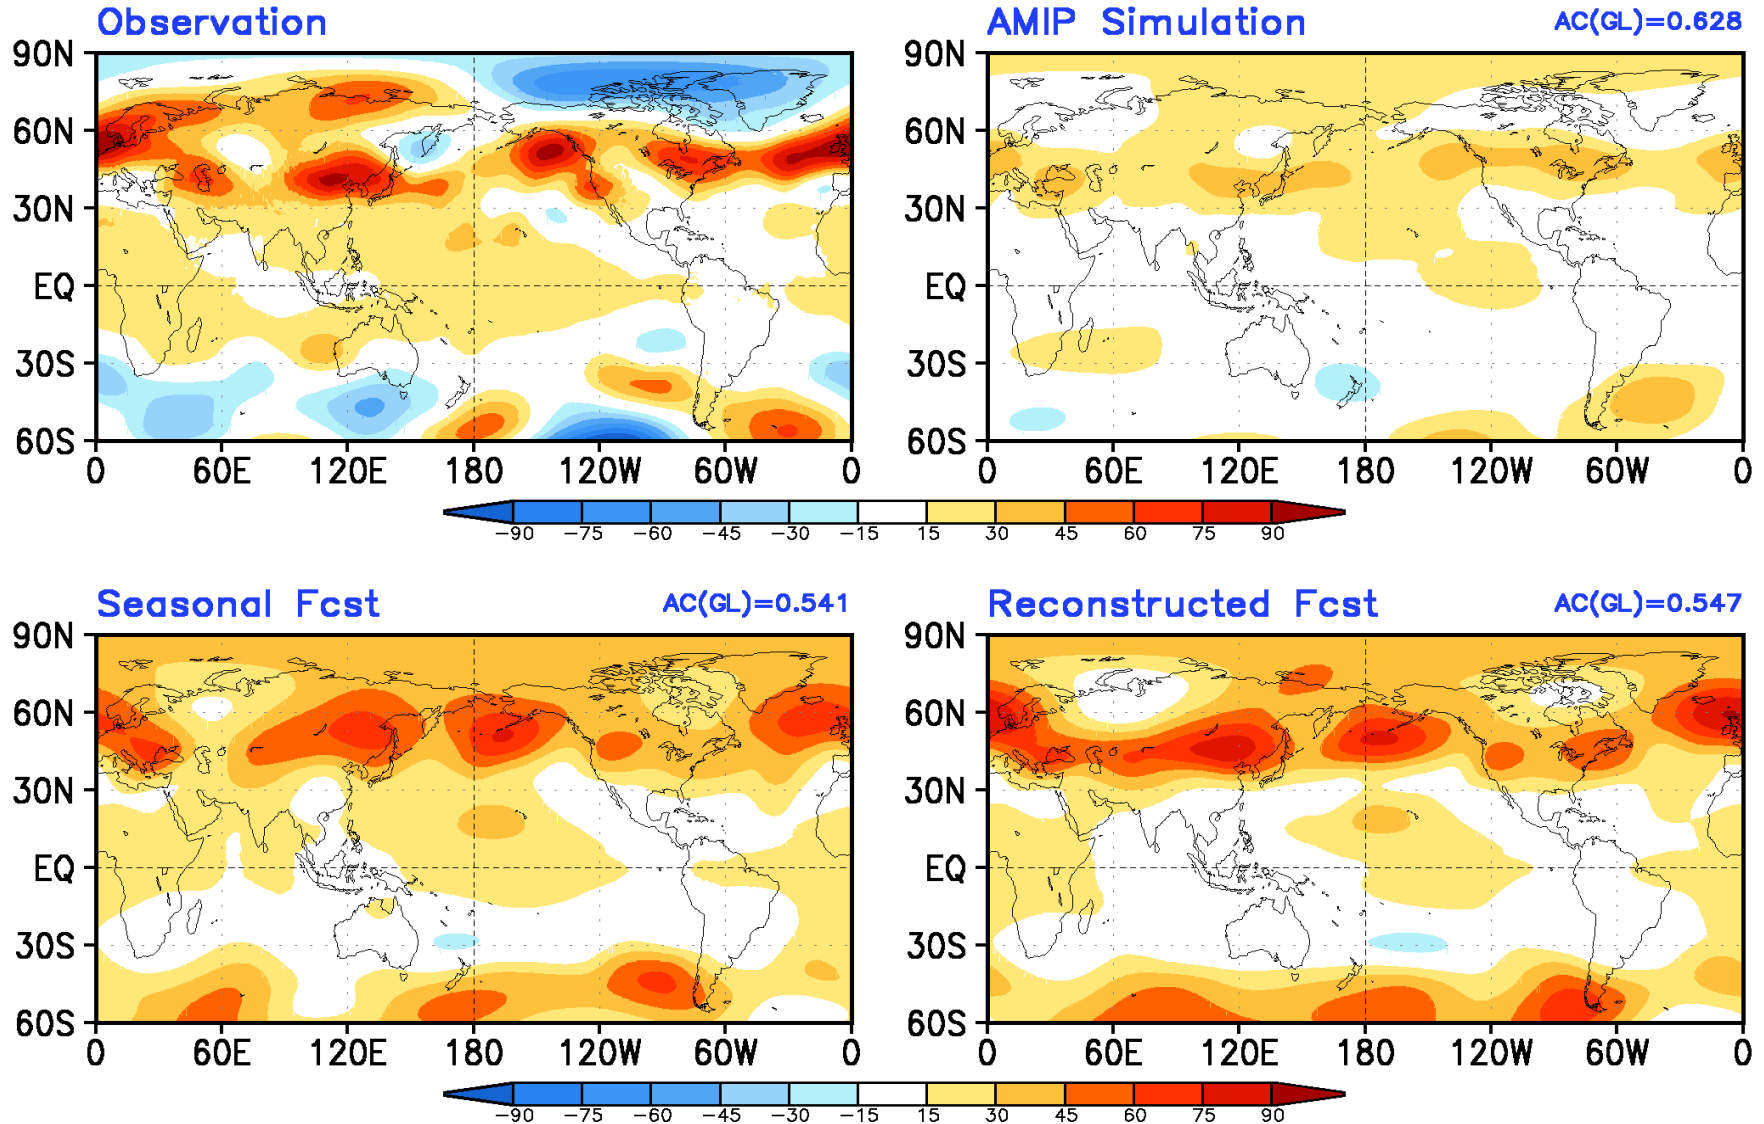 Observation
AMIP Simulation AC(GL)=0.628
90N 90N
60N 60N
30N 30N
EQ EQ
30S 30S
60S 60S
0 60E 120E 180 120W 60W 0 0 60E 120E 180 120W 60W 0
-90 -75 -60 -45 -30 -15 15 30 45 60 75 90
Seasonal Fcst AC(GL)=0.541
Reconstructed Fcst AC(GL)=0.547
90N 90N
60N 60N
30N 30N
EQ EQ
30S 30S
60S 60S
0 60E 120E 180 120W 60W 0 0 60E 120E 180 120W 60W 0
-90 -75 -60 -45 -30 -15 15 30 45 60 75 90